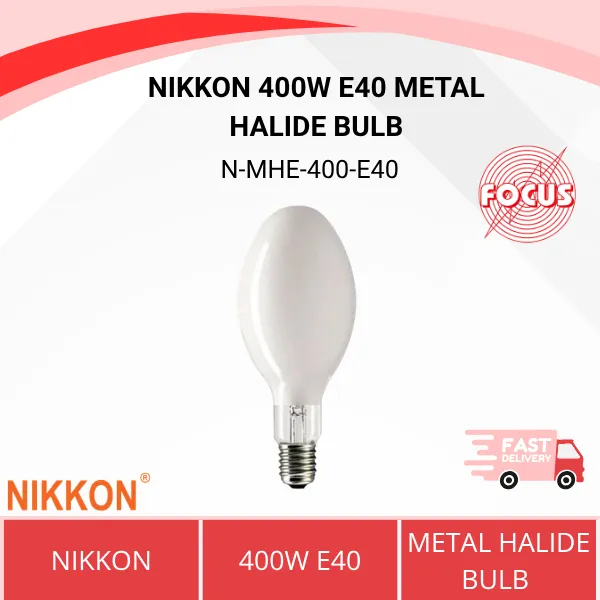 NIKKON 400W E40 METAL
HALIDE BULB
N-MHE-400-E40
FOCUS
FAST
DELIVERY
NIKKON®
NIKKON
400W E40
METAL HALIDE
BULB